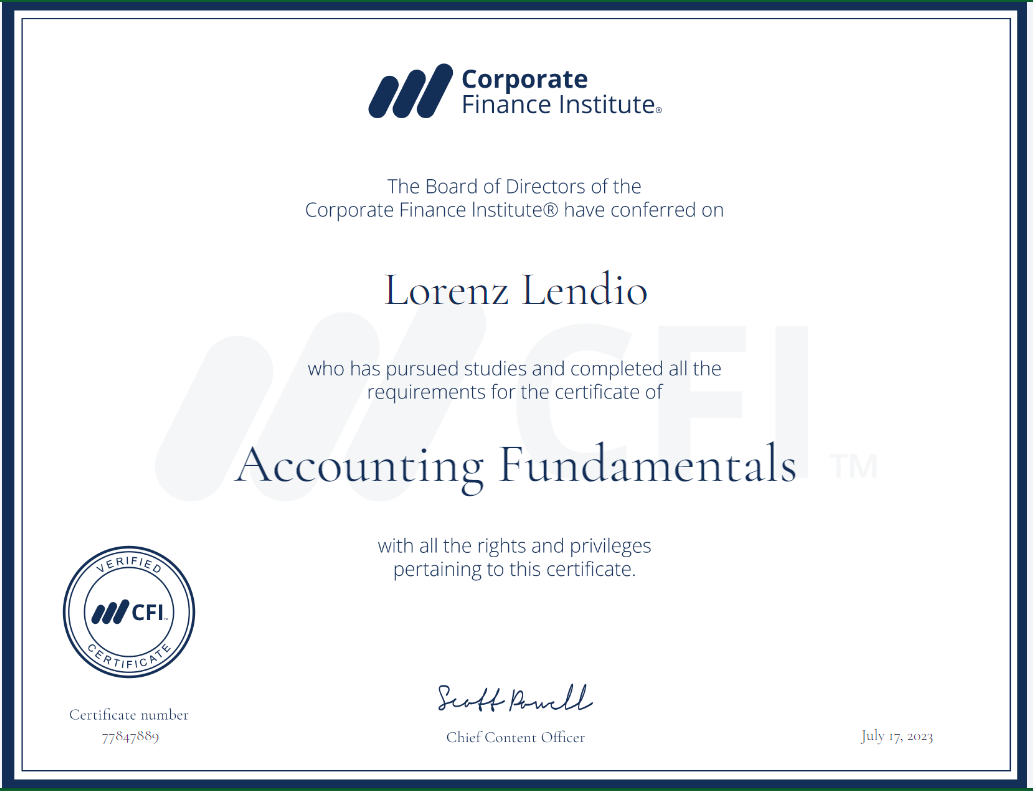 Corporate
Finance Institute®
The Board of Directors of the
Corporate Finance Institute® have conferred on
Lorenz Lendio
CFI
who has pursued studies and completed all the
requirements for the certificate of
Accounting Fundamentals
TM
with all the rights and privileges
pertaining to this certificate.
VERIFIED
CFI™
CERTIFICATE
Scott Powell
Certificate number
77847889
Chief Content Officer
July 17, 2023